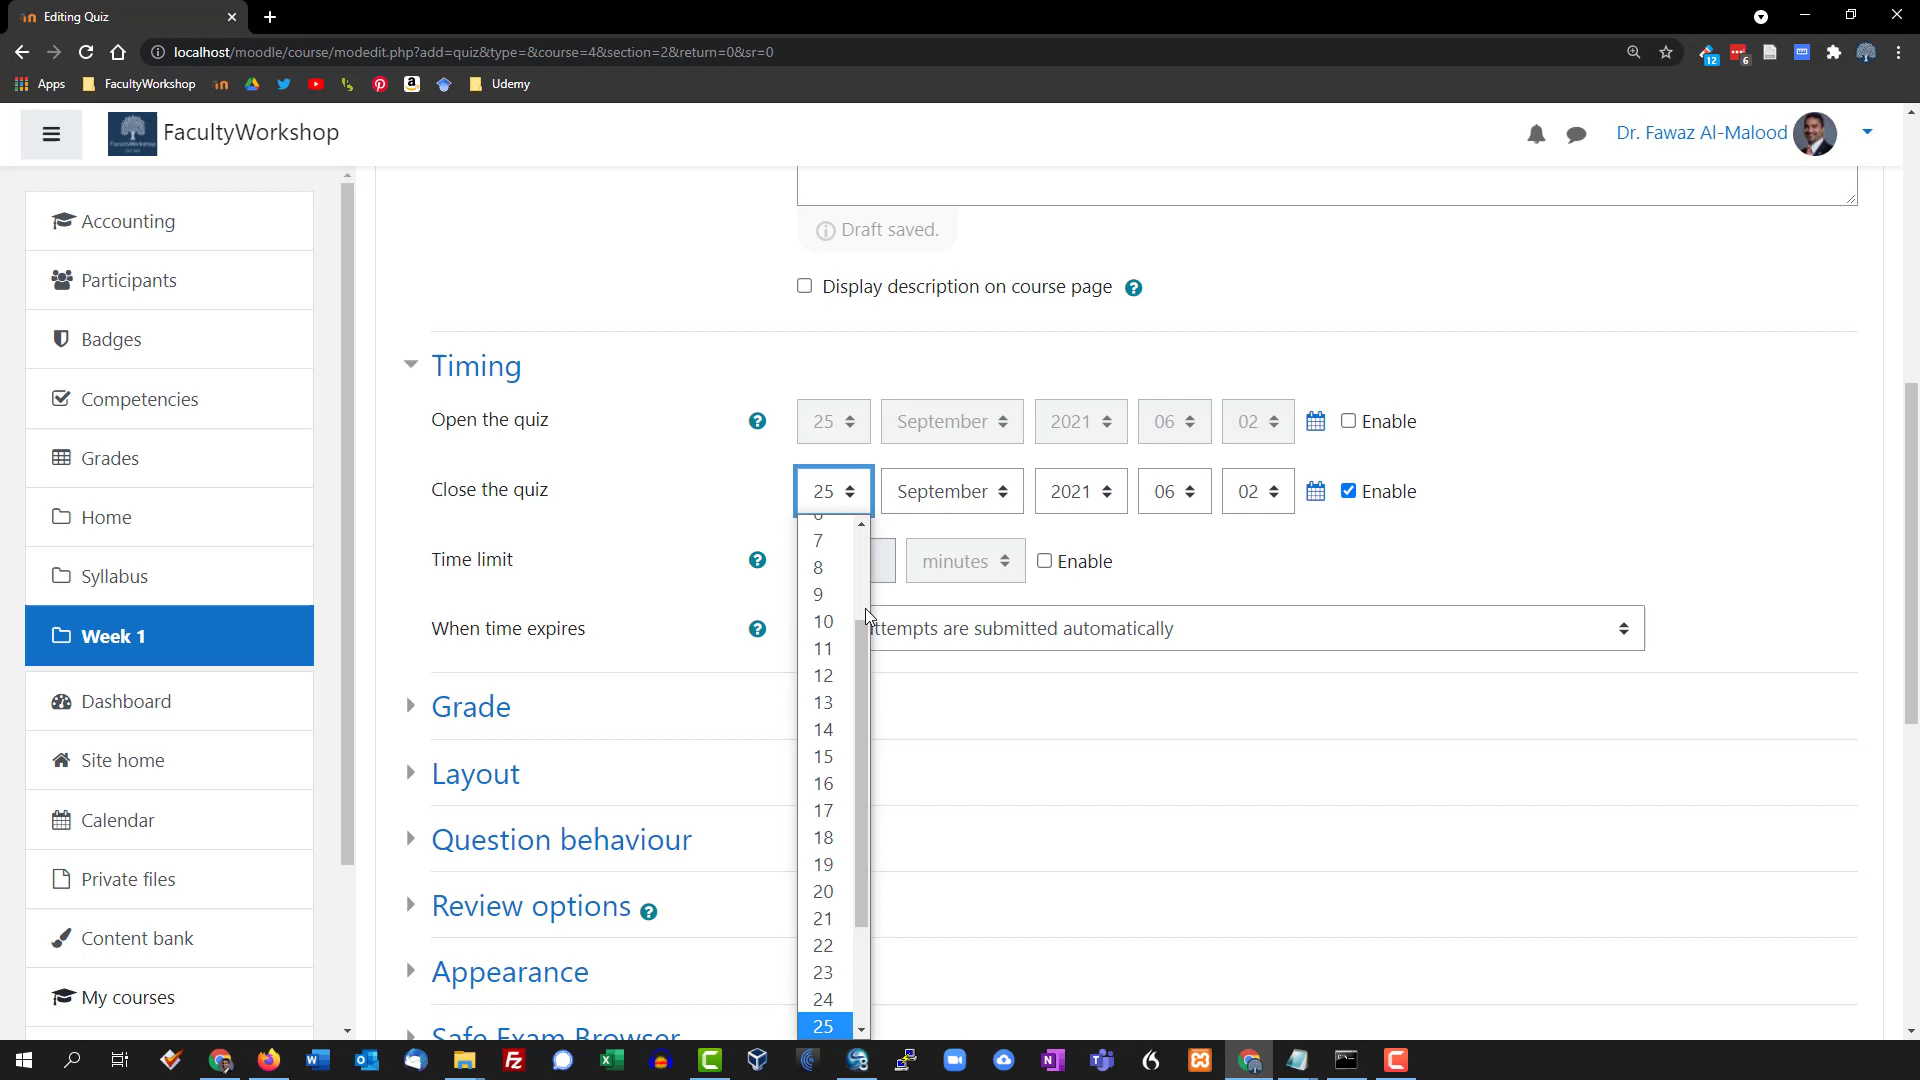 Editing Quiz
localhost/moodle/course/modedit.php?add=quiz&type=&course=4&section=2&return=0&sr=0
12
6
Apps
FacultyWorkshop
Udemy
FacultyWorkshop
Dr. Fawaz Al-Malood
Accounting
Participants
Badges
Competencies
Grades
Home
Syllabus
Week 1
Dashboard
Site home
Calendar
Private files
Content bank
My courses
Draft saved.
Display description on course page
Timing
Open the quiz 25 September 2021 06 02 Enable
Close the quiz 25 September 2021 06 02 Enable
Time limit minutes Enable
When time expires ttempts are submitted automatically
6
7
8
9
10
11
12
13
14
15
16
17
18
19
20
21
22
23
24
25
Grade
Layout
Question behaviour
Review options
Appearance
Safe Exam Browser